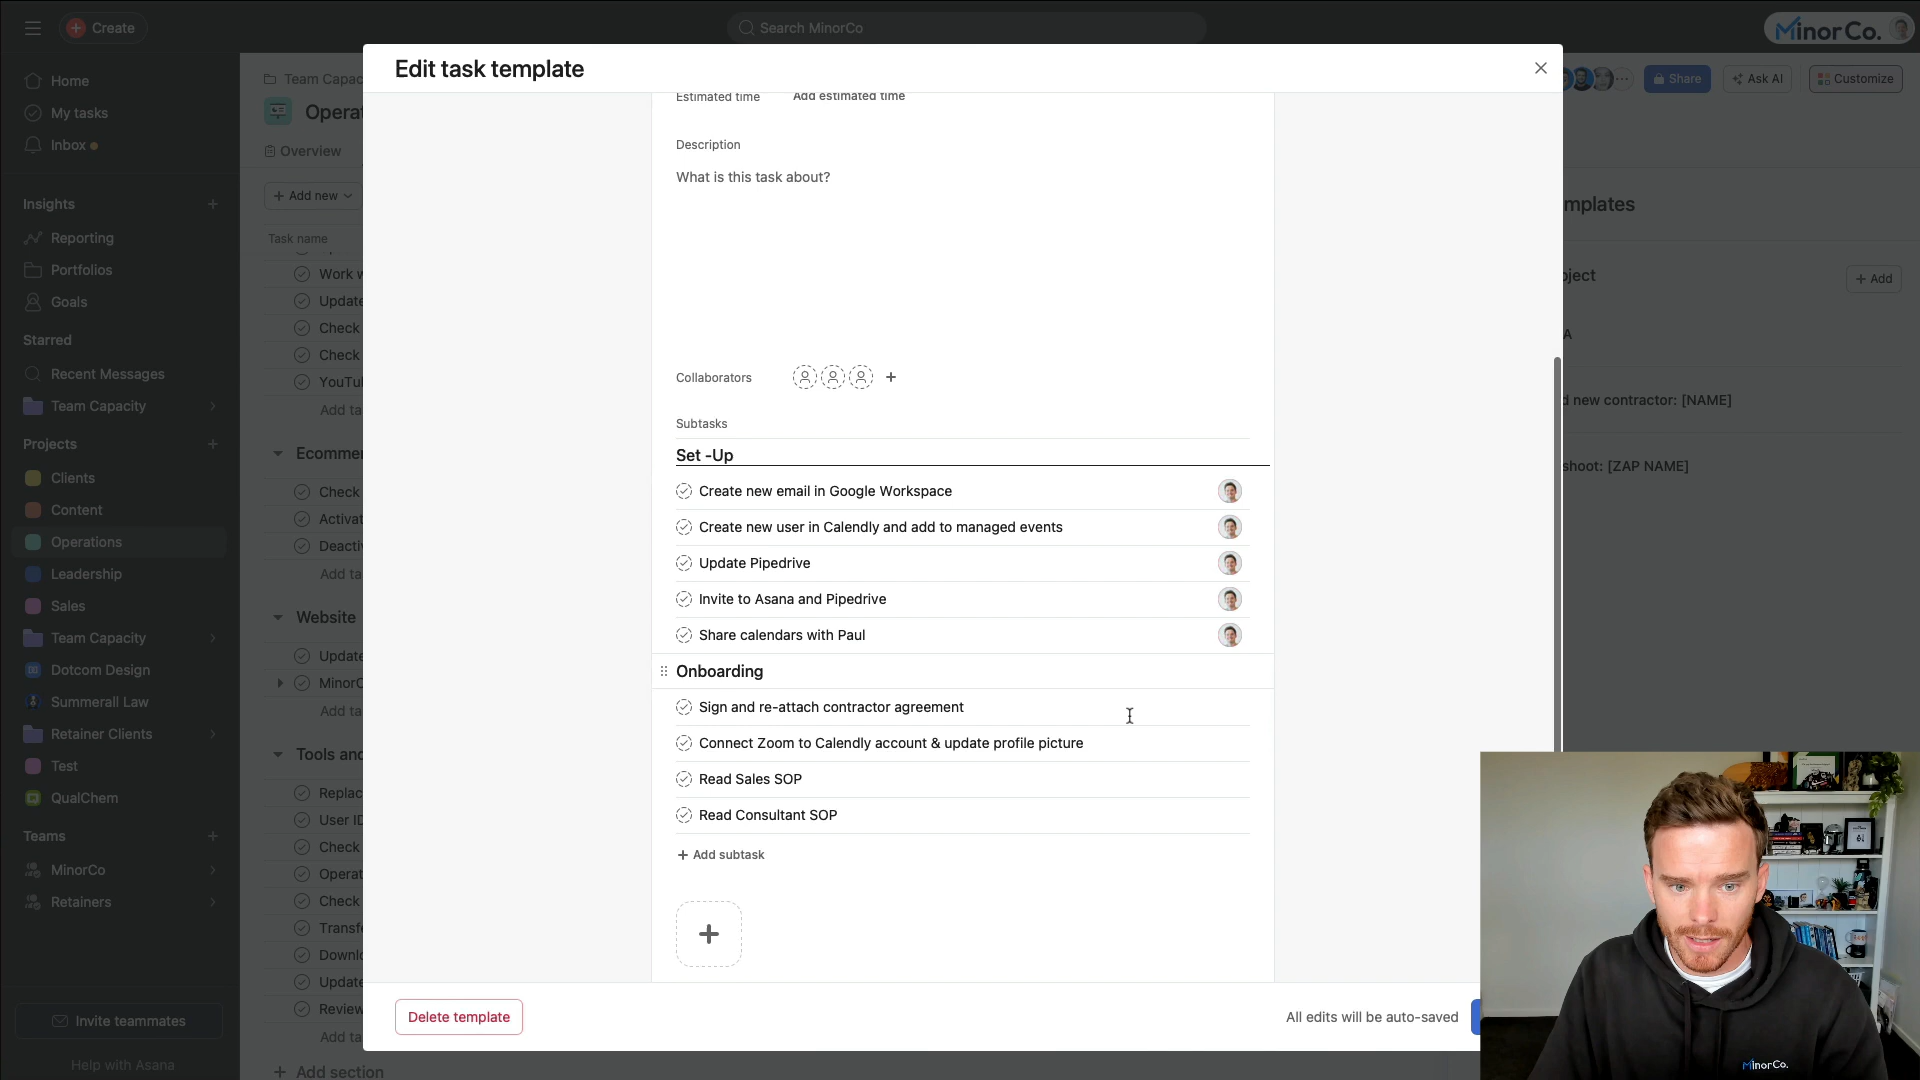 Create
Search MinorCo
MinorCo.
Edit task template
Home
My tasks
Inbox
Insights
Reporting
Portfolios
Goals
Starred
Recent Messages
Team Capacity
Projects
Clients
Content
Operations
Leadership
Sales
Team Capacity
Dotcom Design
Summerall Law
Retainer Clients
Test
QualChem
Teams
MinorCo
Retainers
Invite teammates
Help with Asana
Team Capac
Operat
Overview
Add new
Task name
Work w
Update
Check
Check
YouTu
Add ta
Ecommer
Check
Activat
Deacti
Add ta
Website
Update
MinorC
Add ta
Tools and
Replac
User ID
Check
Operat
Check
Transf
Downlo
Update
Review
Add ta
Add section
Estimated time
Add estimated time
Description
What is this task about?
Collaborators
Subtasks
Set -Up
Create new email in Google Workspace
Create new user in Calendly and add to managed events
Update Pipedrive
Invite to Asana and Pipedrive
Share calendars with Paul
Onboarding
Sign and re-attach contractor agreement
Connect Zoom to Calendly account & update profile picture
Read Sales SOP
Read Consultant SOP
Add subtask
Delete template
All edits will be auto-saved
Share
Ask AI
Customize
mplates
oject
Add
A
d new contractor: [NAME]
shoot: [ZAP NAME]
MinorCo.